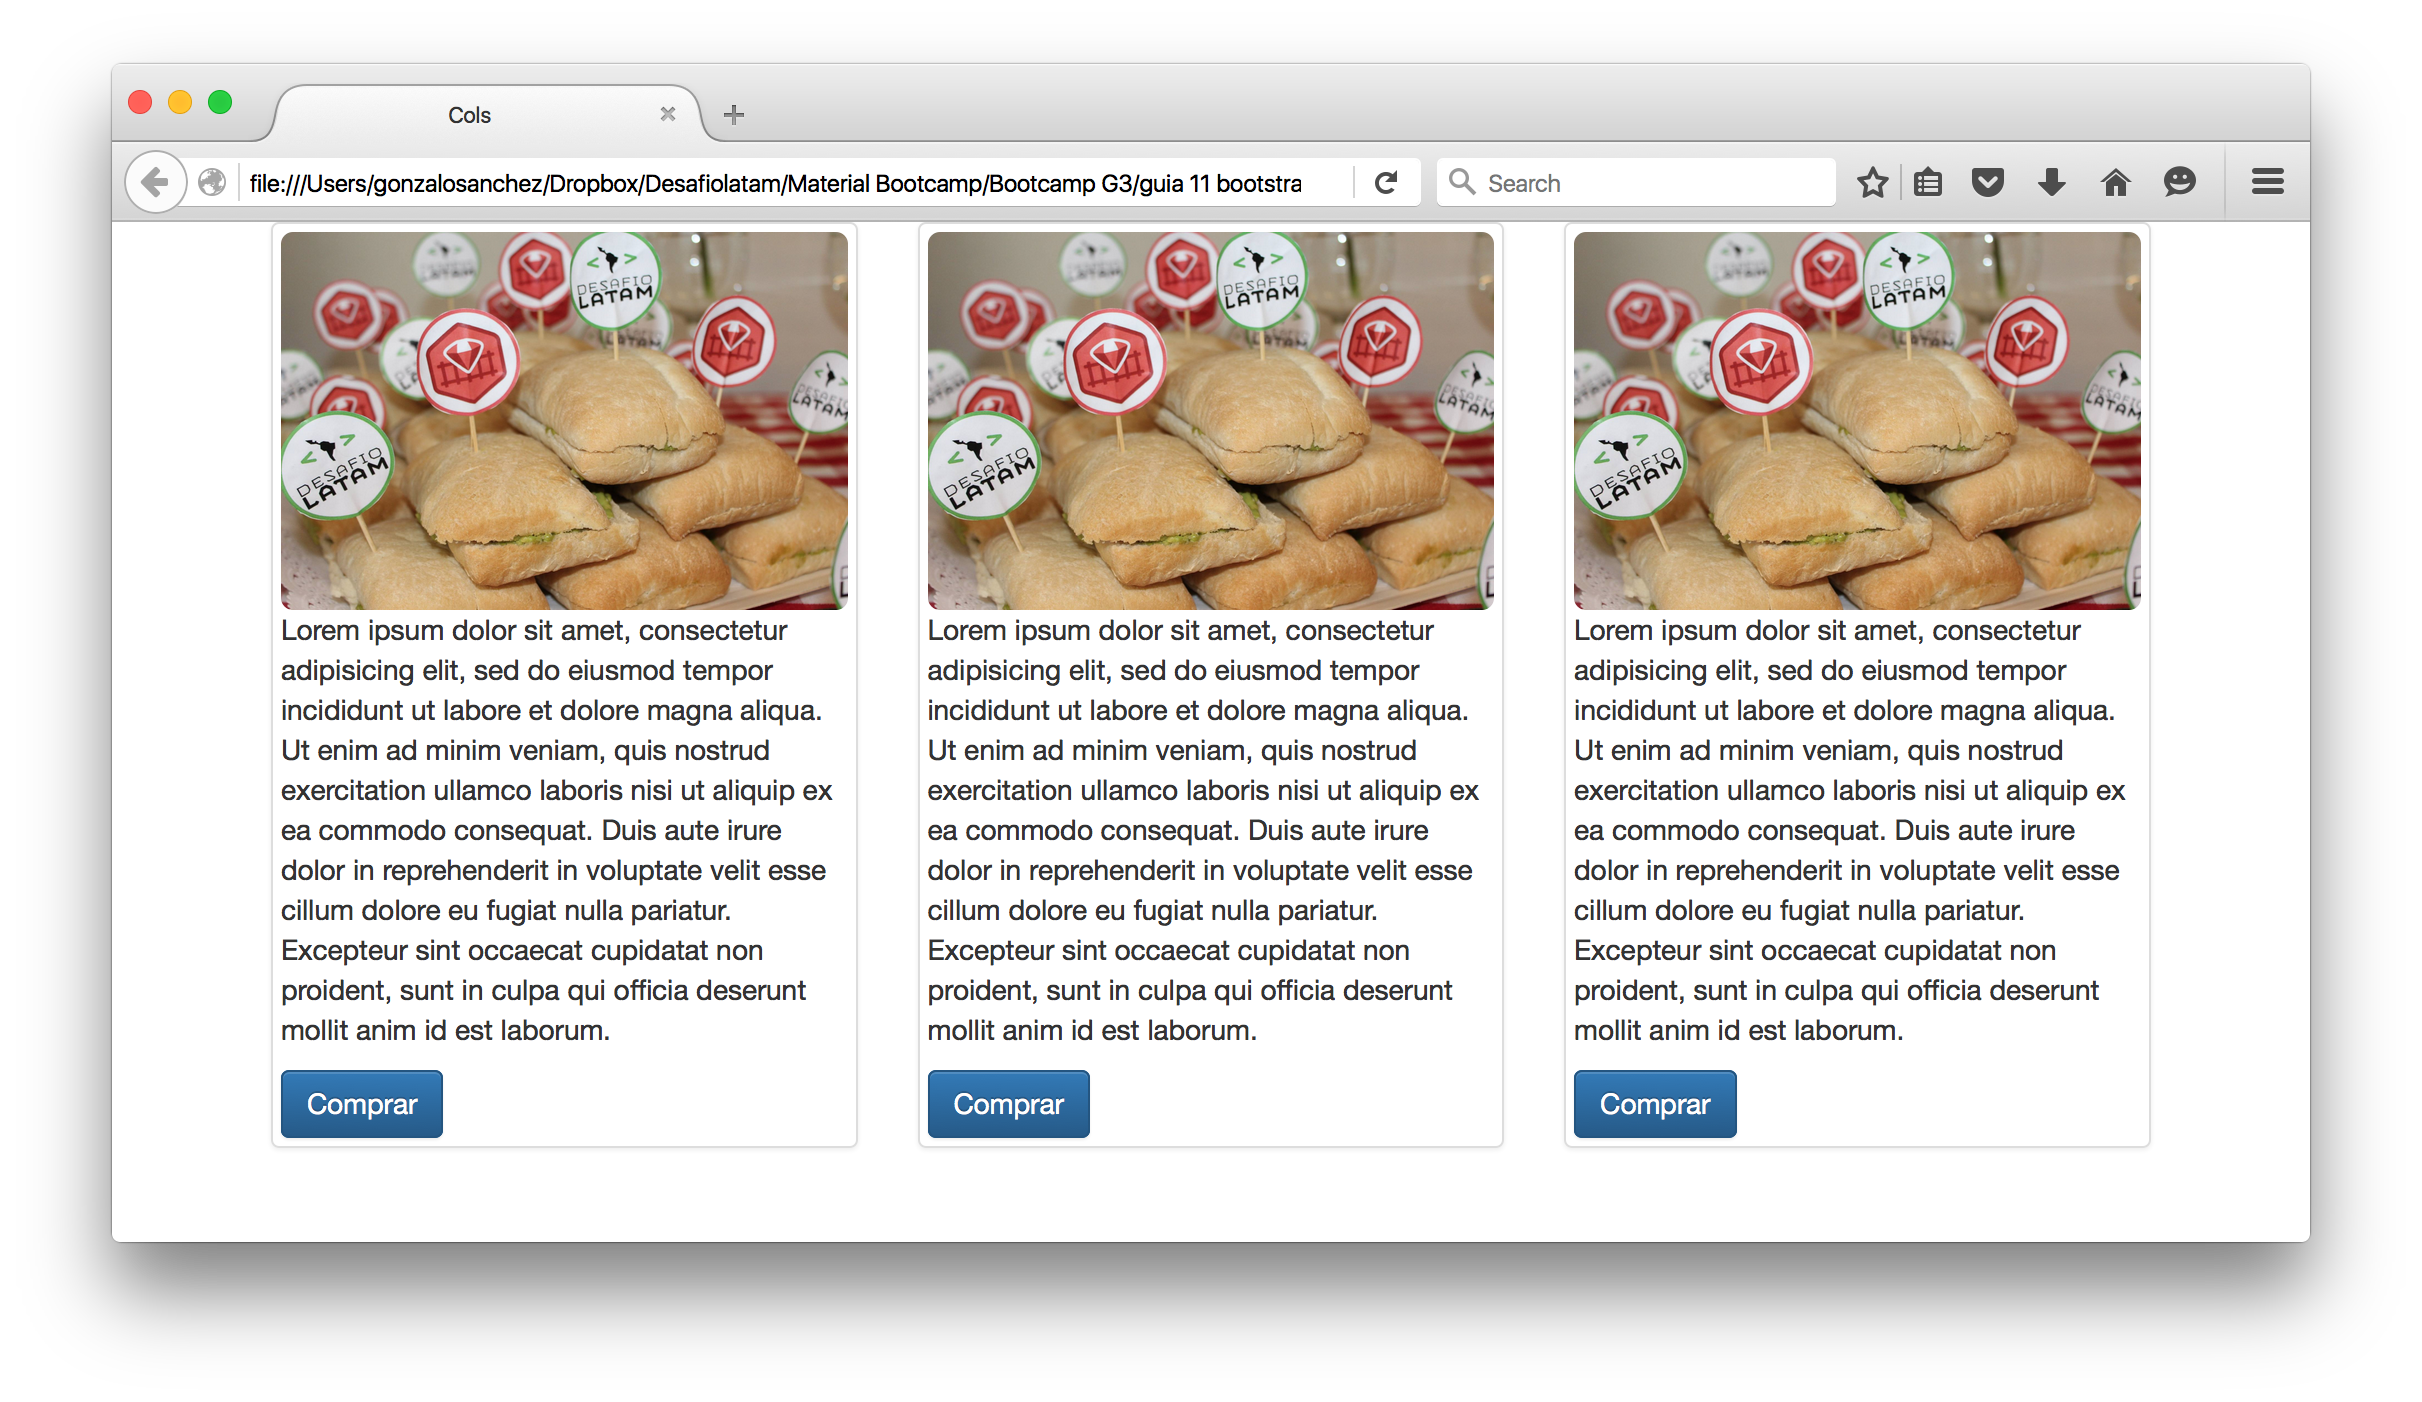 Cols
file:///Users/gonzalosanchez/Dropbox/Desafiolatam/Material Bootcamp/Bootcamp G3/guia 11 bootstra
Search
DESAFIO
LATAM
DESAFIO
LATAM
LATAM
Lorem ipsum dolor sit amet, consectetur
adipisicing elit, sed do eiusmod tempor
incididunt ut labore et dolore magna aliqua.
Ut enim ad minim veniam, quis nostrud
exercitation ullamco laboris nisi ut aliquip ex
ea commodo consequat. Duis aute irure
dolor in reprehenderit in voluptate velit esse
cillum dolore eu fugiat nulla pariatur.
Excepteur sint occaecat cupidatat non
proident, sunt in culpa qui officia deserunt
mollit anim id est laborum.
Comprar
DESAFIO
LATAM
DESAFIO
LATAM
LATAM
Lorem ipsum dolor sit amet, consectetur
adipisicing elit, sed do eiusmod tempor
incididunt ut labore et dolore magna aliqua.
Ut enim ad minim veniam, quis nostrud
exercitation ullamco laboris nisi ut aliquip ex
ea commodo consequat. Duis aute irure
dolor in reprehenderit in voluptate velit esse
cillum dolore eu fugiat nulla pariatur.
Excepteur sint occaecat cupidatat non
proident, sunt in culpa qui officia deserunt
mollit anim id est laborum.
Comprar
DESAFIO
LATAM
DESAFIO
LATAM
LATAM
Lorem ipsum dolor sit amet, consectetur
adipisicing elit, sed do eiusmod tempor
incididunt ut labore et dolore magna aliqua.
Ut enim ad minim veniam, quis nostrud
exercitation ullamco laboris nisi ut aliquip ex
ea commodo consequat. Duis aute irure
dolor in reprehenderit in voluptate velit esse
cillum dolore eu fugiat nulla pariatur.
Excepteur sint occaecat cupidatat non
proident, sunt in culpa qui officia deserunt
mollit anim id est laborum.
Comprar